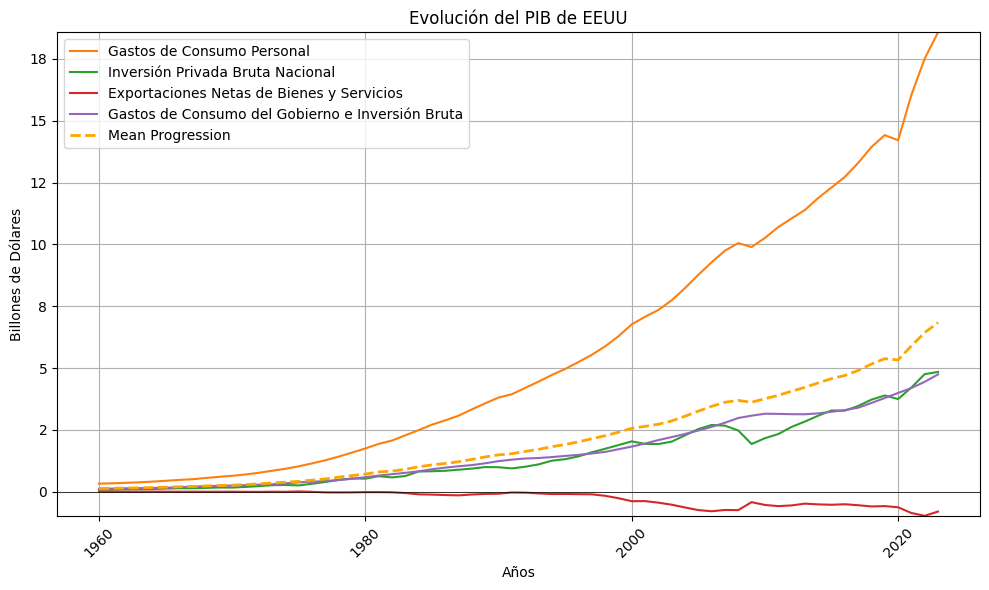 Evolución del PIB de EEUU
Gastos de Consumo Personal
Inversión Privada Bruta Nacional
Exportaciones Netas de Bienes y Servicios
Gastos de Consumo del Gobierno e Inversión Bruta
Mean Progression
Billones de Dólares
18
15
12
10
8
5
2
0
1960
1980
2000
2020
Años